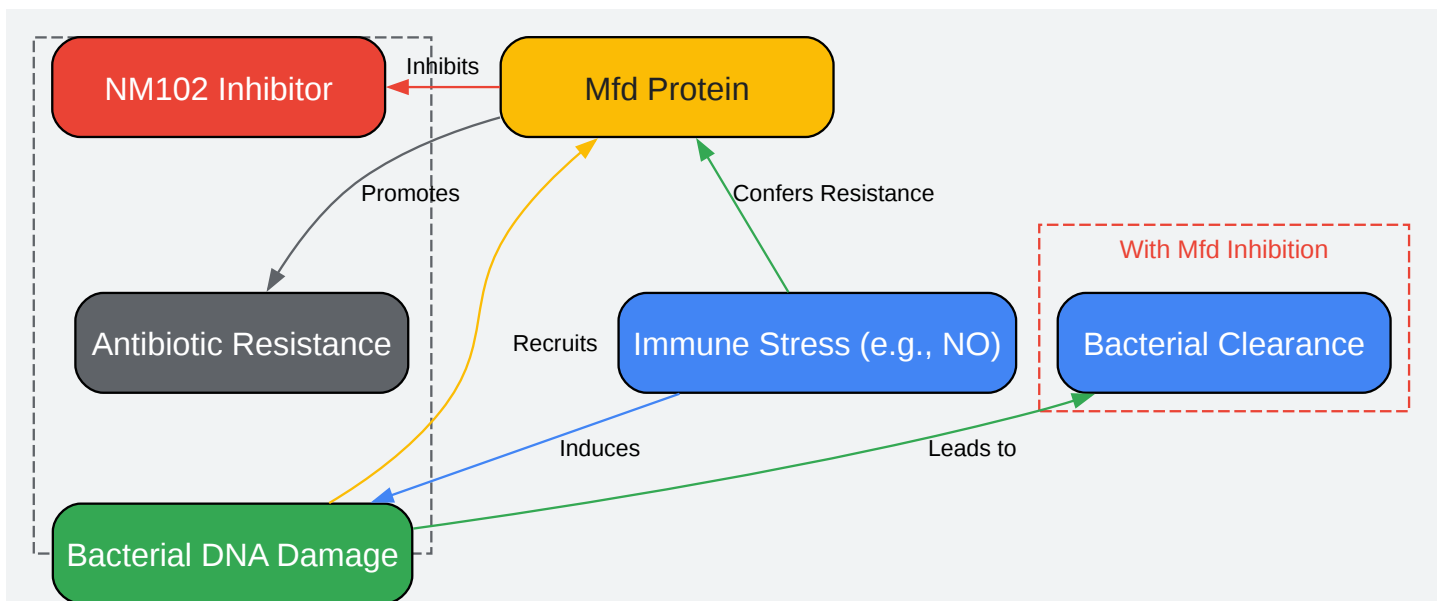 Inhibits
NM102 Inhibitor
Mfd Protein
Promotes
Confers Resistance
With Mfd Inhibition
Antibiotic Resistance
Recruits
Immune Stress (e.g., NO)
Bacterial Clearance
Induces
Leads to
Bacterial DNA Damage